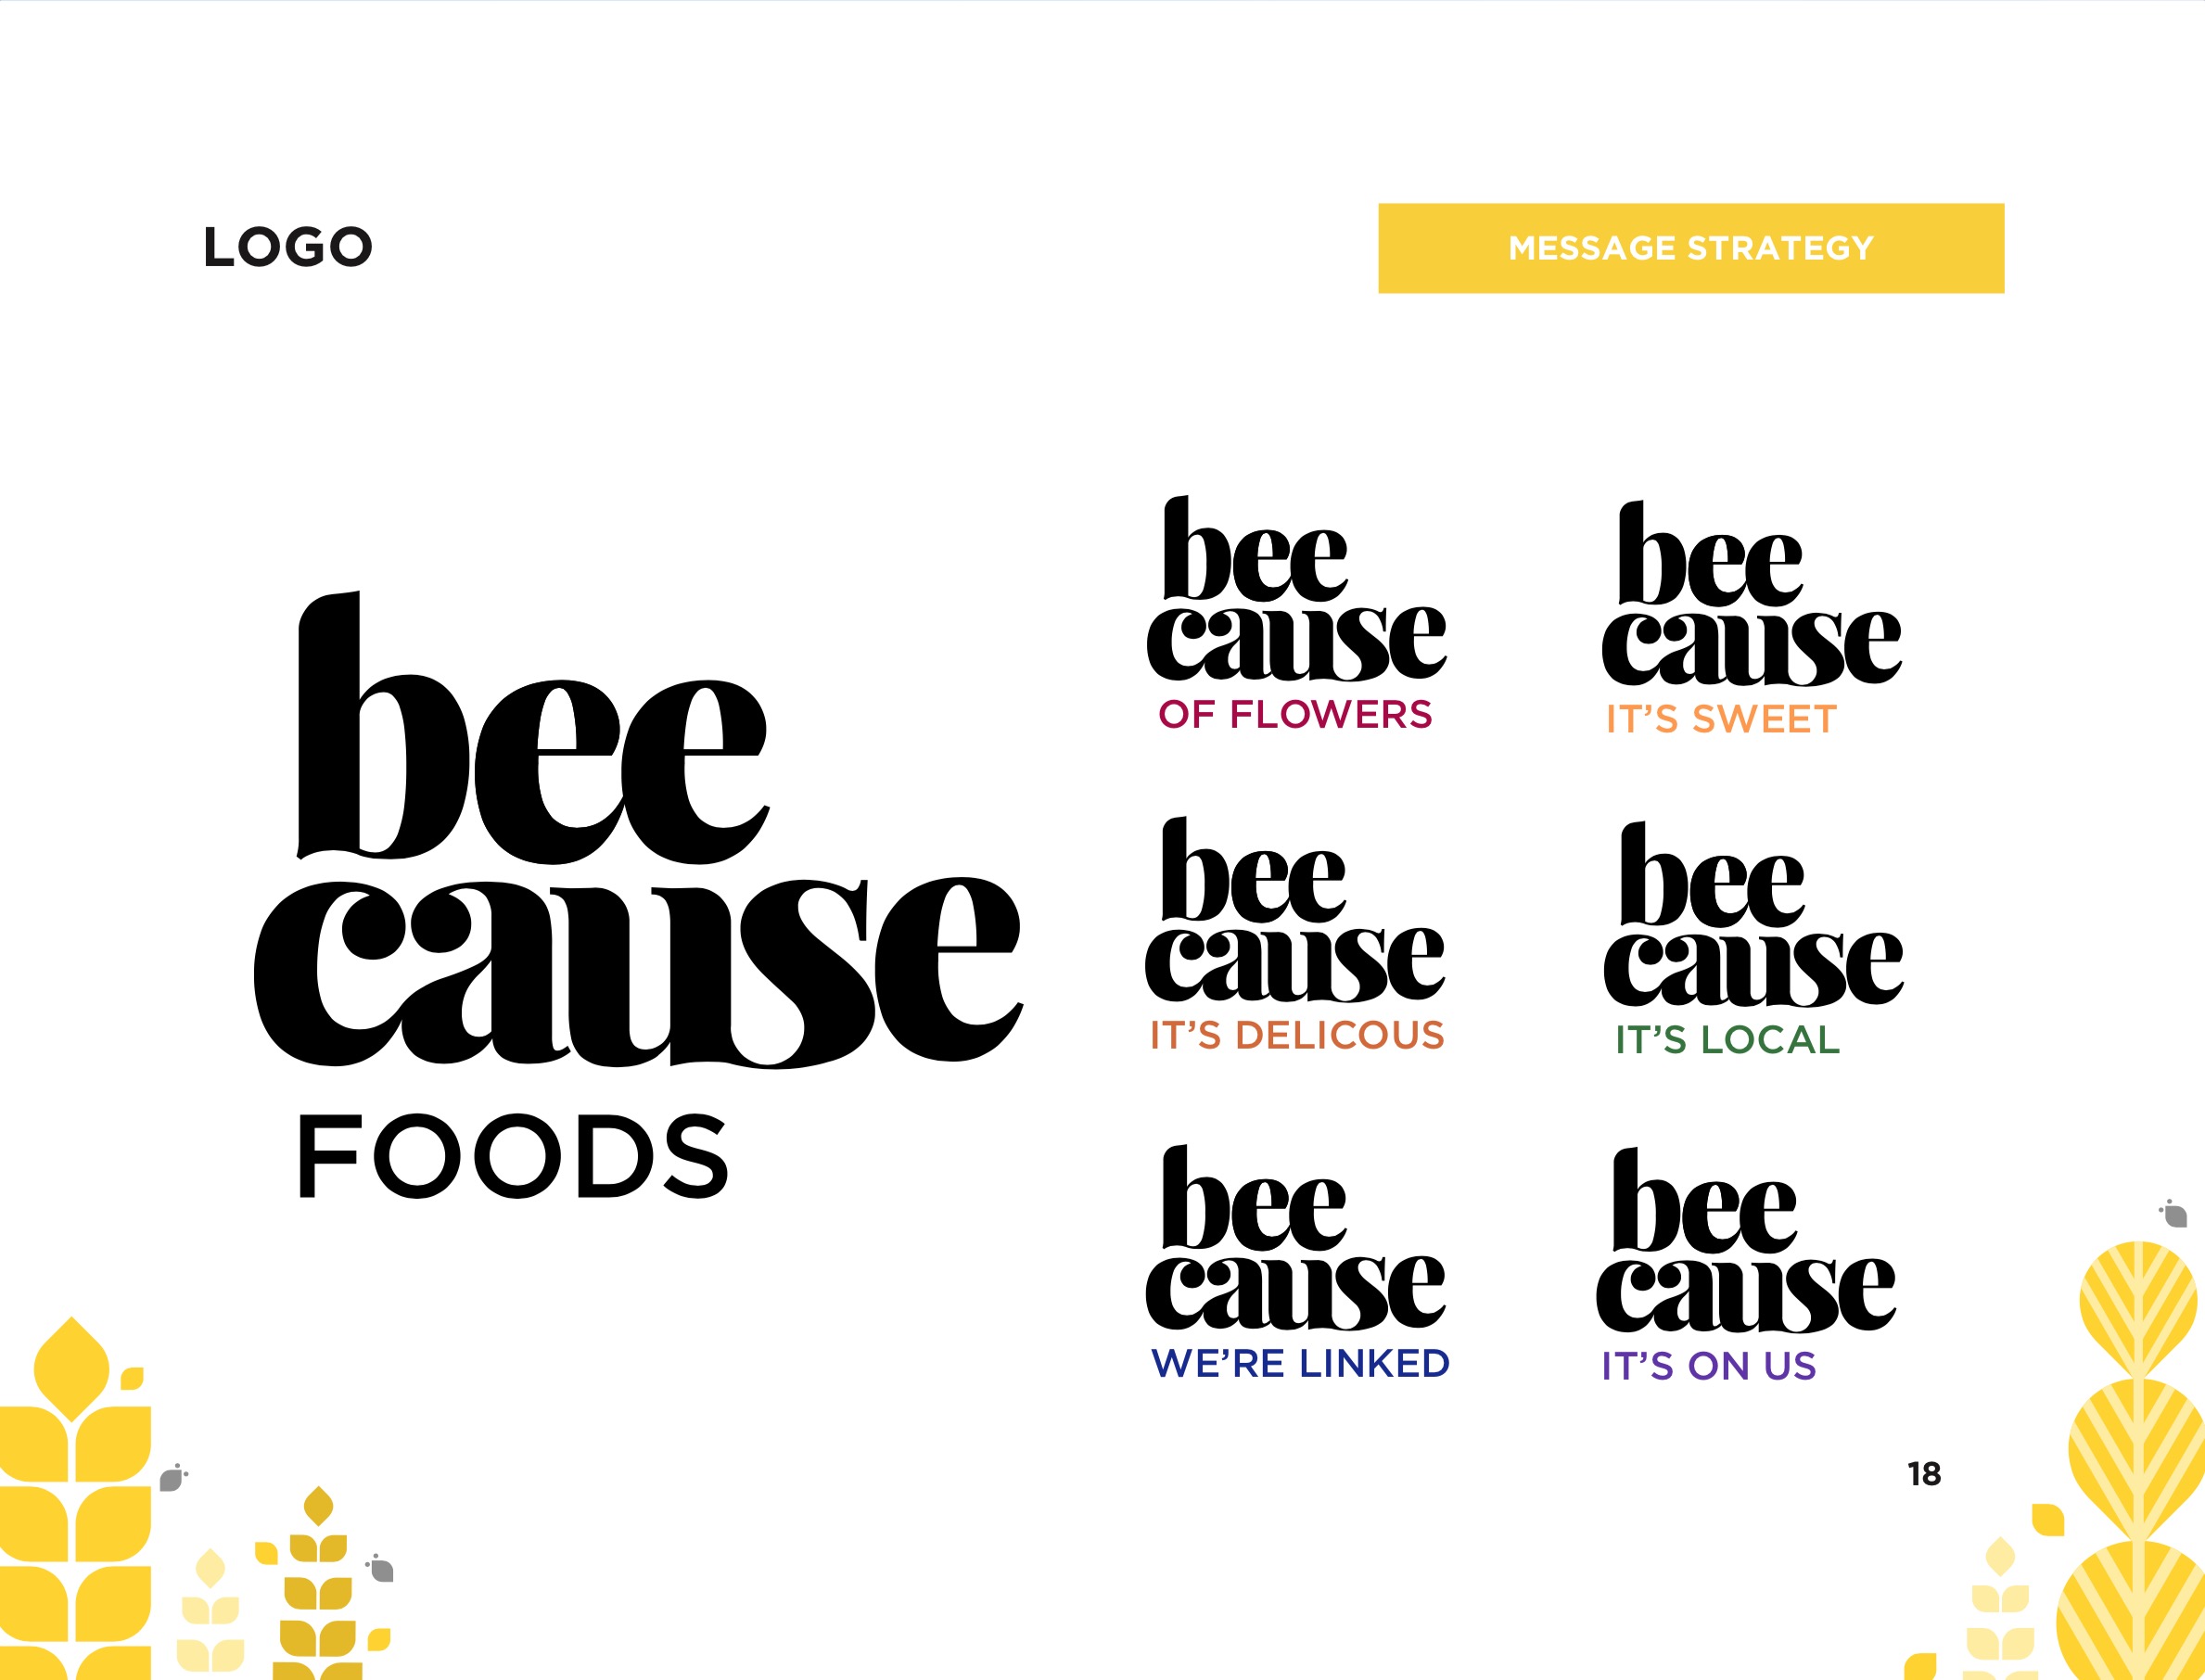 LOGO
MESSAGE STRATEGY
bee
cause
FOODS
bee
cause
OF FLOWERS
bee
cause
IT'S SWEET
bee
cause
IT'S DELICOUS
bee
cause
IT'S LOCAL
bee
cause
WE'RE LINKED
bee
cause
IT'S ON US
18